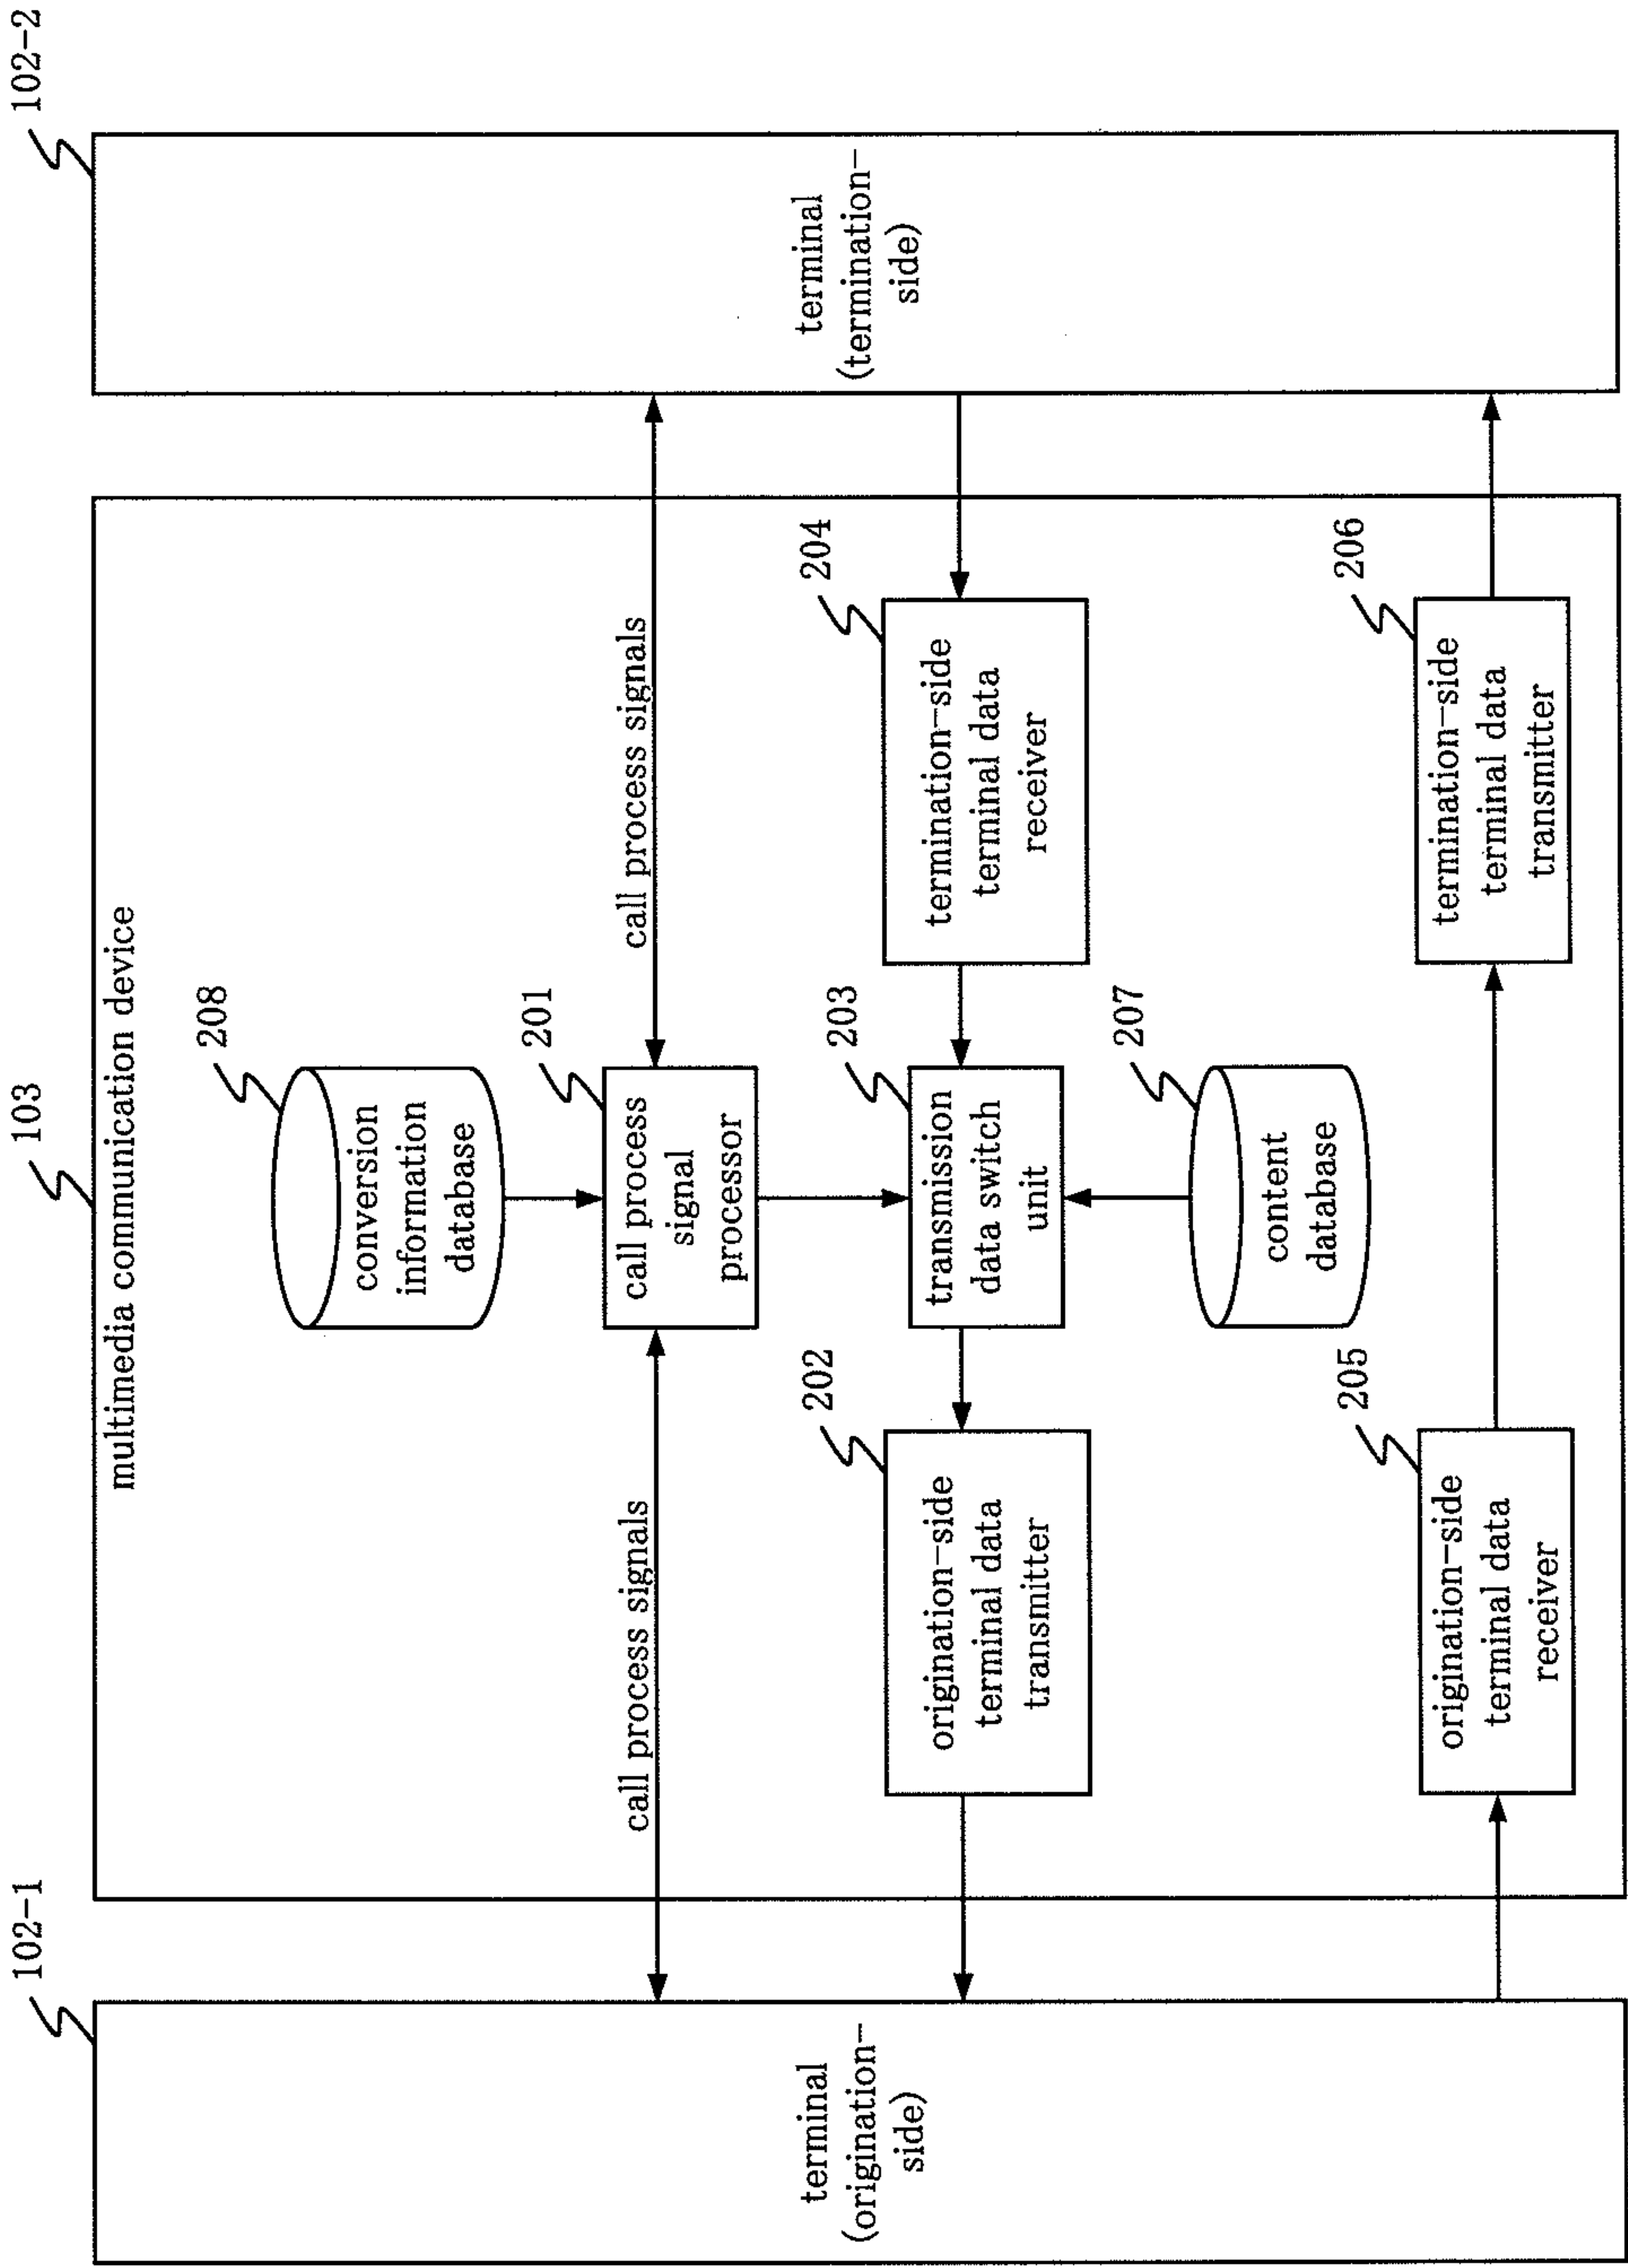 102-1
103
102-2
terminal
(origination-
side)
multimedia communication device
208
conversion
information
database
201
call process
signal
processor
call process signals
call process signals
202
origination-side
terminal data
transmitter
203
transmission
data switch
unit
204
termination-side
terminal data
receiver
207
content
database
205
origination-side
terminal data
receiver
206
termination-side
terminal data
transmitter
terminal
(termination-
side)